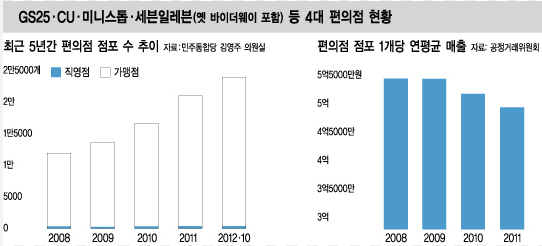 GS25·CU·미니스톱·세븐일레븐(옛 바이더웨이 포함) 등 4대 편의점 현황
최근 5년간 편의점 점포 수 추이 자료:민주통합당 김영주 의원실
2만5000개
직영점 가맹점
2만
1만5000
1만
5000
0
2008 2009 2010 2011 2012·10
편의점 점포 1개당 연평균 매출 자료:공정거래위원회
5억5000만원
5억
4억5000만
4억
3억5000만
3억
2008 2009 2010 2011